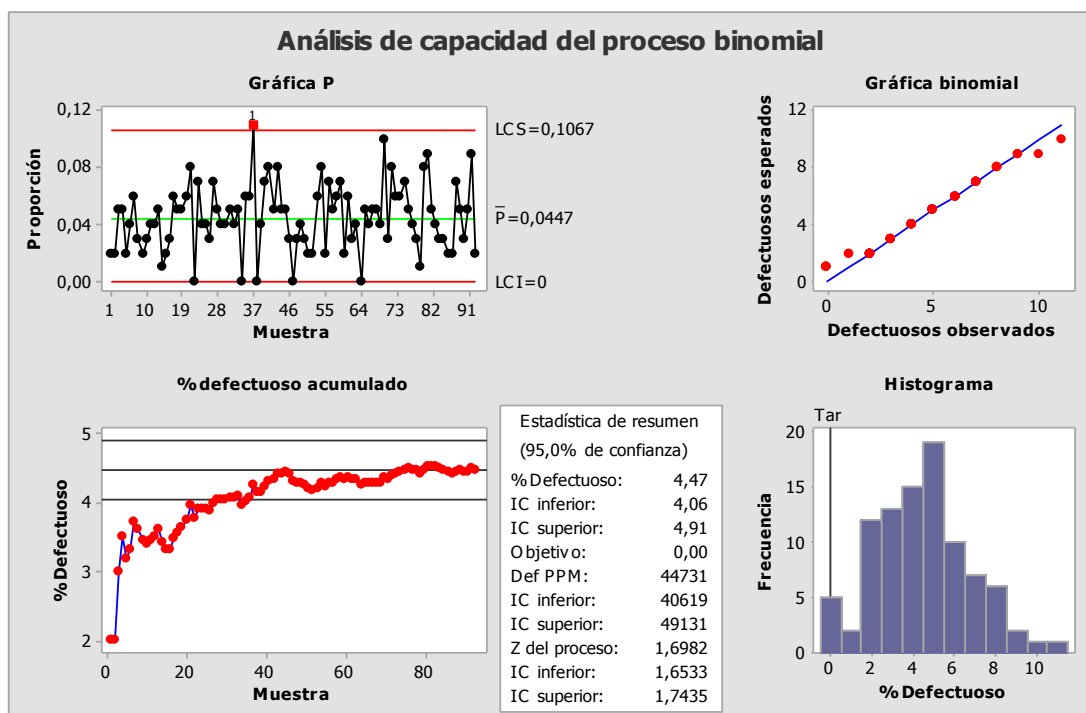 Análisis de capacidad del proceso binomial
Gráfica P
0,12
0,08
0,04
0,00
Proporción
1
LCS=0,1067
P=0,0447
LCI=0
1 10 19 28 37 46 55 64 73 82 91
Muestra
Gráfica binomial
12
8
4
0
Defectuosos esperados
0 5 10
Defectuosos observados
%defectuoso acumulado
5
4
3
2
%Defectuoso
0 20 40 60 80
Muestra
Estadística de resumen
(95,0% de confianza)
%Defectuoso: 4,47
IC inferior: 4,06
IC superior: 4,91
Objetivo: 0,00
Def PPM: 44731
IC inferior: 40619
IC superior: 49131
Z del proceso: 1,6982
IC inferior: 1,6533
IC superior: 1,7435
Histograma
Tar
20
15
10
5
0
Frecuencia
0 2 4 6 8 10
%Defectuoso